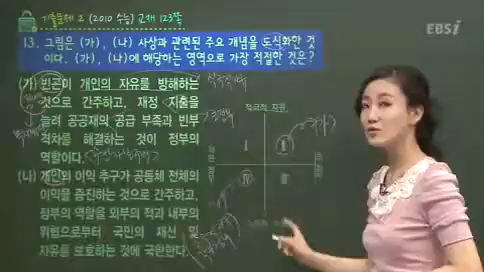 기출문제 2 (2010 수능) 교재 123쪽
EBSi
13. 그림은 (가), (나) 사상과 관련된 주요 개념을 도식화한 것
이다. (가), (나)에 해당하는 영역으로 가장 적절한 것은?
(가) 빈곤이 개인의 자유를 방해하는
것으로 간주하고, 재정 지출을
늘려 공공재의 공급 부족과 빈부
격차를 해결하는 것이 정부의
역할이다.
(나) 개인의 이익 추구가 공동체 전체의
이익을 증진하는 것으로 간주하고,
정부의 역할을 외부의 적과 내부의
위협으로부터 국민의 재산 및
자유를 보호하는 것에 국한한다.
적극적 자유
(가)
Ⅰ
Ⅱ
Ⅳ
Ⅲ